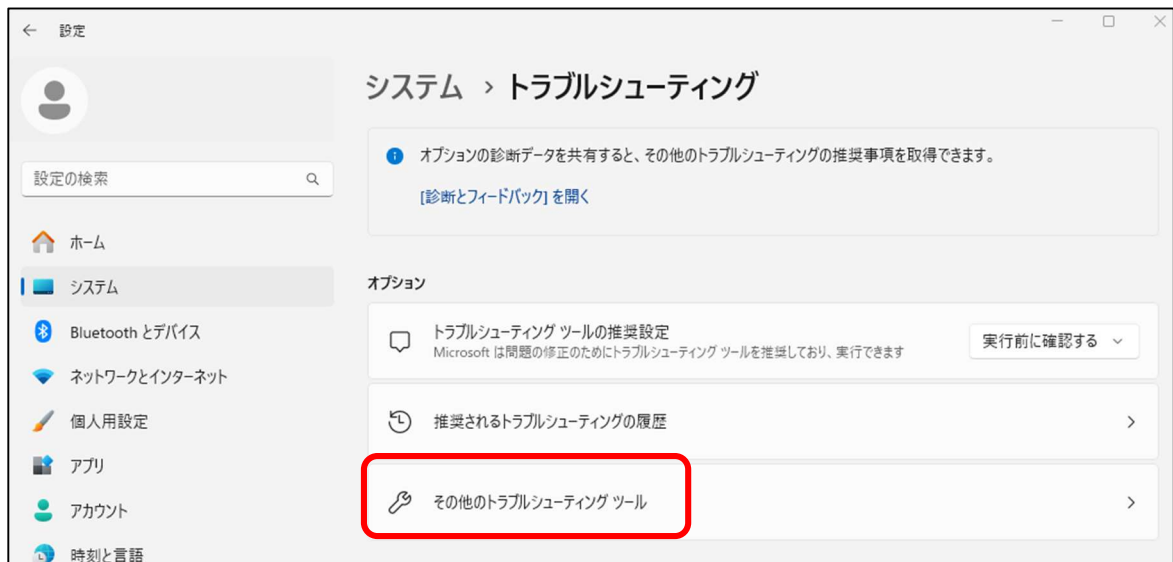 設定
システム › トラブルシューティング
オプションの診断データを共有すると、その他のトラブルシューティングの推奨事項を取得できます。
[診断とフィードバック] を開く
設定の検索
ホーム
システム
Bluetooth とデバイス
ネットワークとインターネット
個人用設定
アプリ
アカウント
時刻と言語
オプション
トラブルシューティング ツールの推奨設定
Microsoft は問題の修正のためにトラブルシューティング ツールを推奨しており、実行できます
実行前に確認する
推奨されるトラブルシューティングの履歴
その他のトラブルシューティング ツール